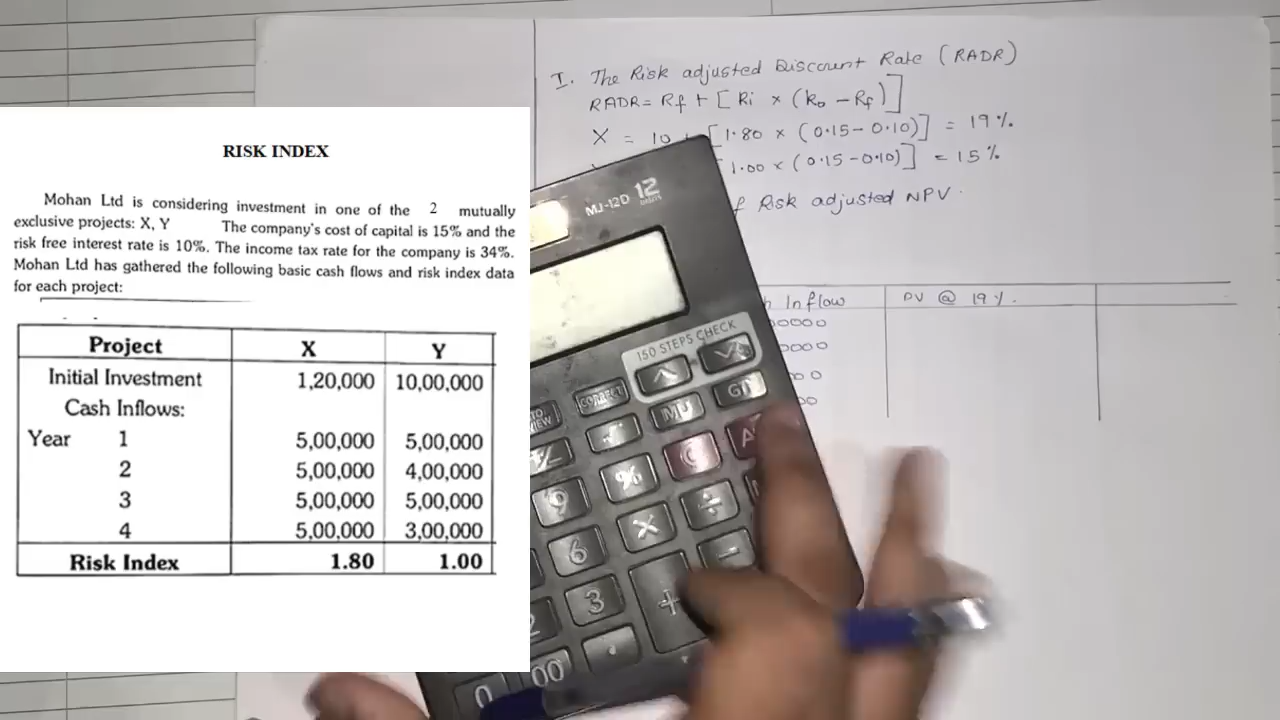 RISK INDEX
Mohan Ltd is considering investment in one of the 2 mutually
exclusive projects: X, Y The company's cost of capital is 15% and the
risk free interest rate is 10%. The income tax rate for the company is 34%.
Mohan Ltd has gathered the following basic cash flows and risk index data
for each project:
Project X Y
Initial Investment 1,20,000 10,00,000
Cash Inflows:
Year 1 5,00,000 5,00,000
2 5,00,000 4,00,000
3 5,00,000 5,00,000
4 5,00,000 3,00,000
Risk Index 1.80 1.00
I. The Risk adjusted Discount Rate (RADR)
RADR = Rf + [Ri × (ko - Rf)]
X = 10 + [1.80 × (0.15 - 0.10)] = 19%
[1.00 × (0.15 - 0.10)] = 15%
Risk adjusted NPV.
Inflow PV @ 19%.
MJ-12D 12
150 STEPS CHECK
CORRECT
MU GT
√ C
+/- %
9 ÷
6 × -
3 +
00 .
0